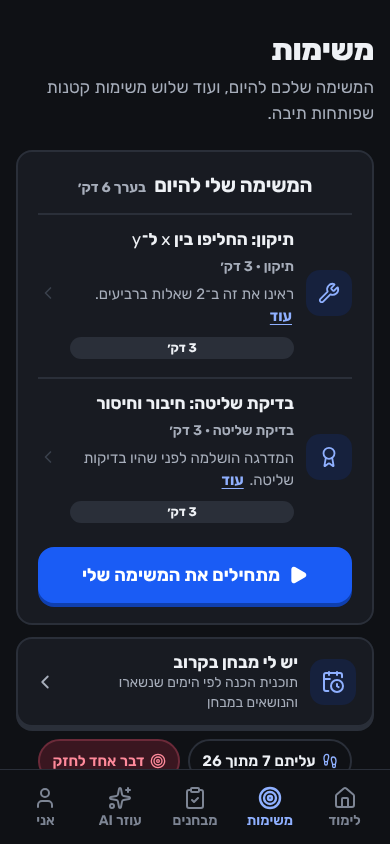 משימות
המשימה שלכם להיום, ועוד שלוש משימות קטנות
שפותחות תיבה.
המשימה שלי להיום בערך 6 דק׳
תיקון: החליפו בין x ל־y
תיקון · 3 דק׳
ראינו את זה ב־2 שאלות ברביעים.
עוד
3 דק׳
בדיקת שליטה: חיבור וחיסור
בדיקת שליטה · 3 דק׳
המדרגה הושלמה לפני שהיו בדיקות
שליטה. עוד
3 דק׳
מתחילים את המשימה שלי
יש לי מבחן בקרוב
תוכנית הכנה לפי הימים שנשארו
והנושאים במבחן
עליתם 7 מתוך 26
דבר אחד לחזק
לימוד
משימות
מבחנים
עוזר AI
אני